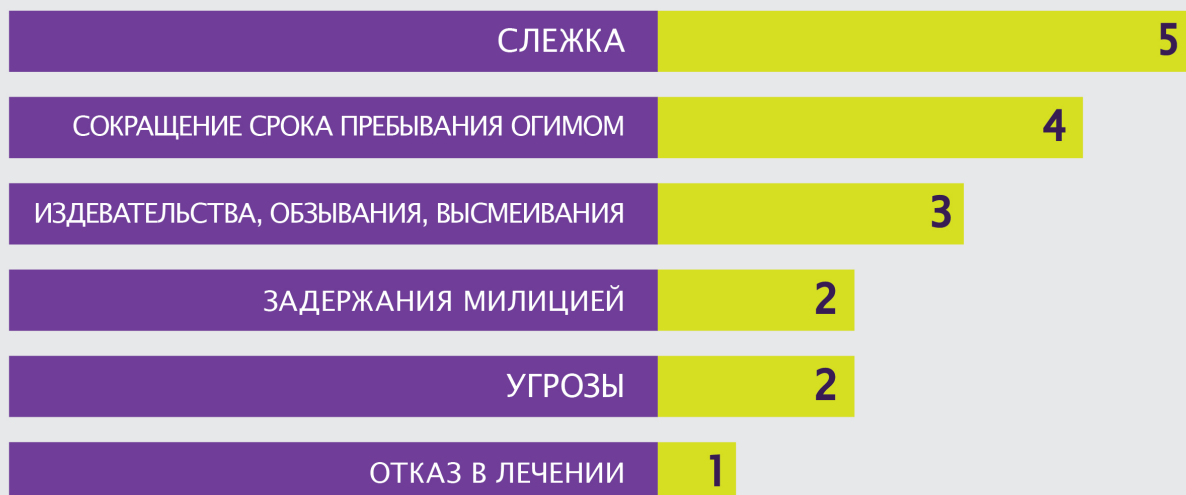 СЛЕЖКА 5
СОКРАЩЕНИЕ СРОКА ПРЕБЫВАНИЯ ОГИМОМ 4
ИЗДЕВАТЕЛЬСТВА, ОБЗЫВАНИЯ, ВЫСМЕИВАНИЯ 3
ЗАДЕРЖАНИЯ МИЛИЦИЕЙ 2
УГРОЗЫ 2
ОТКАЗ В ЛЕЧЕНИИ 1